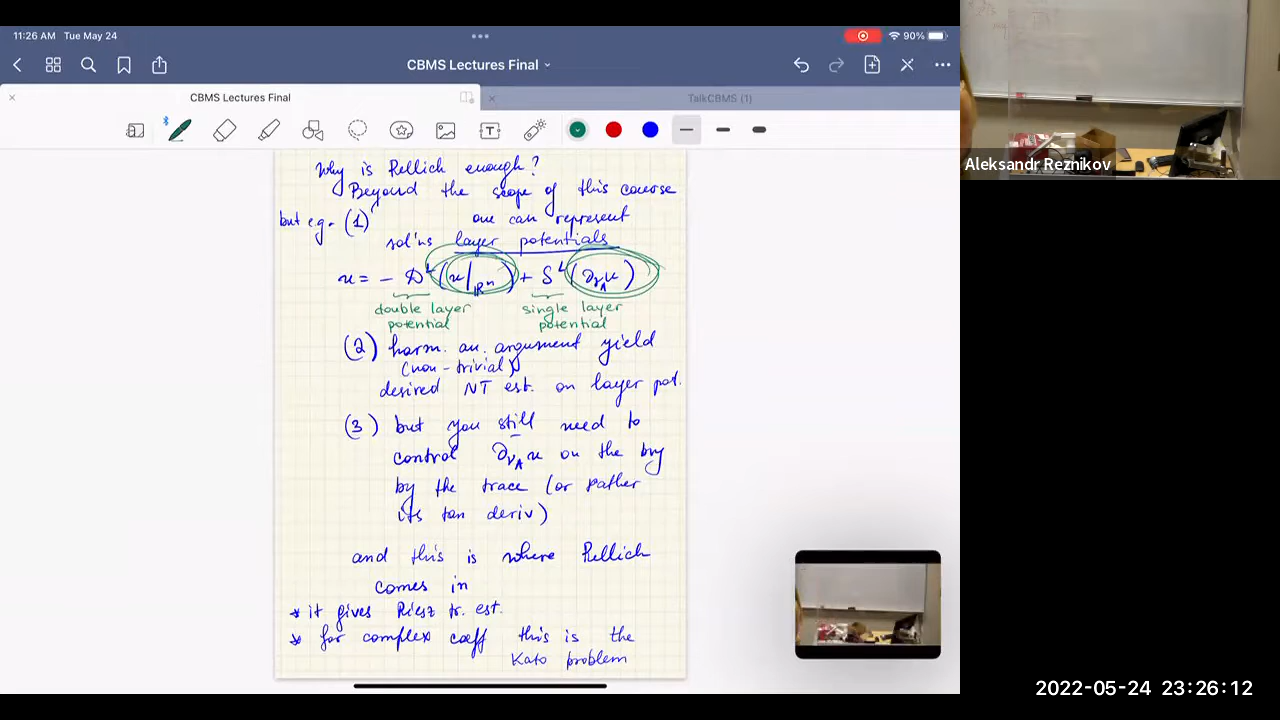 11:26 AM Tue May 24
90%
CBMS Lectures Final
CBMS Lectures Final
TalkCBMS (1)
Why is Rellich enough?
Beyond the scope of this course
but e.g. (1) one can represent
sol'ns layer potentials
u = - D^L (u|_{ℝ^n}) + S^L (∂_{ν_A} u)
double layer potential
single layer potential
(2) harm. an. argument yield
(non-trivial)
desired NT est. on layer pot.
(3) but you still need to
control ∂_{ν_A} u on the bry
by the trace (or rather
its tan deriv)
and this is where Rellich
comes in
* it gives Riesz tr. est.
* for complex coeff this is the
Kato problem
Aleksandr Reznikov
2022-05-24 23:26:12